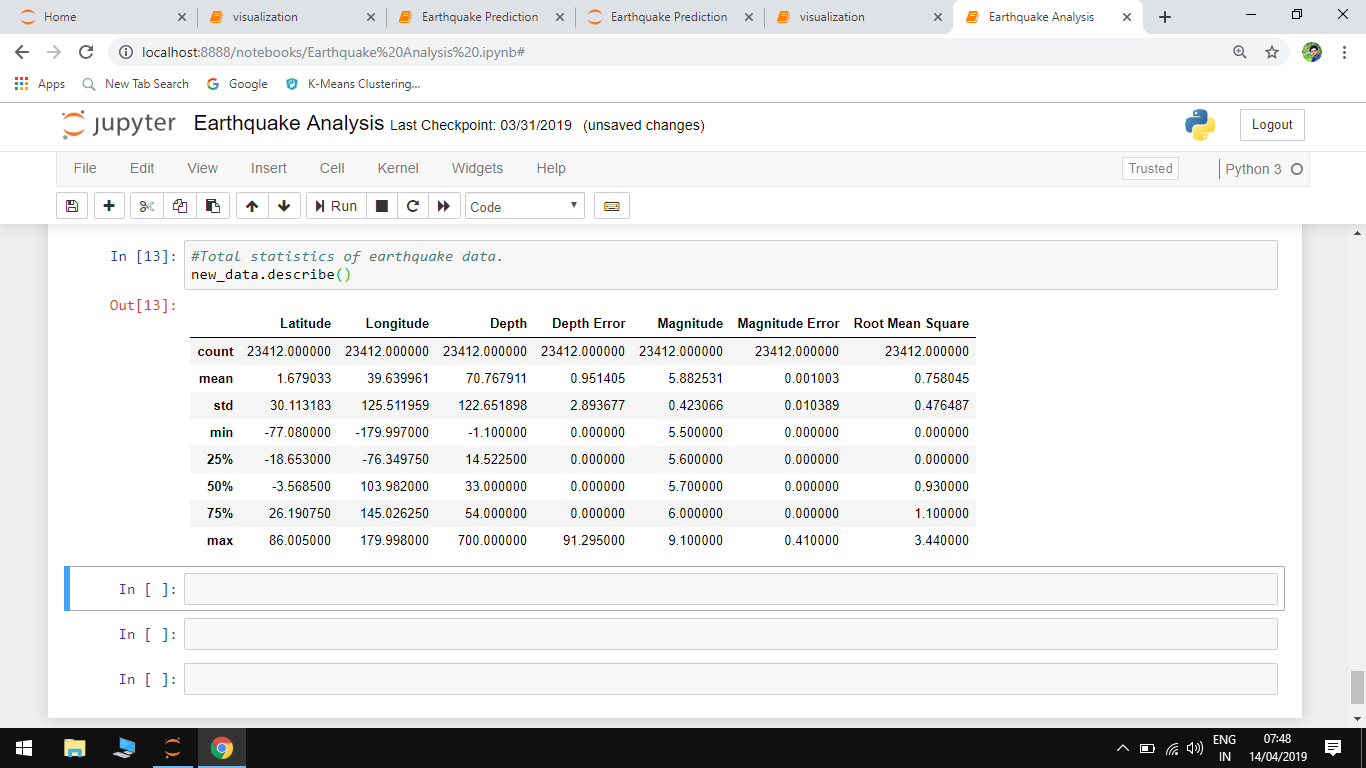 Home visualization Earthquake Prediction Earthquake Prediction visualization Earthquake Analysis
localhost:8888/notebooks/Earthquake%20Analysis%20.ipynb#
Apps New Tab Search Google K-Means Clustering...
jupyter Earthquake Analysis Last Checkpoint: 03/31/2019 (unsaved changes) Logout
File Edit View Insert Cell Kernel Widgets Help Trusted Python 3
Run Code
In [13]: #Total statistics of earthquake data.
new_data.describe()
Out[13]:
Latitude Longitude Depth Depth Error Magnitude Magnitude Error Root Mean Square
count 23412.000000 23412.000000 23412.000000 23412.000000 23412.000000 23412.000000 23412.000000
mean 1.679033 39.639961 70.767911 0.951405 5.882531 0.001003 0.758045
std 30.113183 125.511959 122.651898 2.893677 0.423066 0.010389 0.476487
min -77.080000 -179.997000 -1.100000 0.000000 5.500000 0.000000 0.000000
25% -18.653000 -76.349750 14.522500 0.000000 5.600000 0.000000 0.000000
50% -3.568500 103.982000 33.000000 0.000000 5.700000 0.000000 0.930000
75% 26.190750 145.026250 54.000000 0.000000 6.000000 0.000000 1.100000
max 86.005000 179.998000 700.000000 91.295000 9.100000 0.410000 3.440000
In [ ]:
In [ ]:
In [ ]:
ENG 07:48
IN 14/04/2019